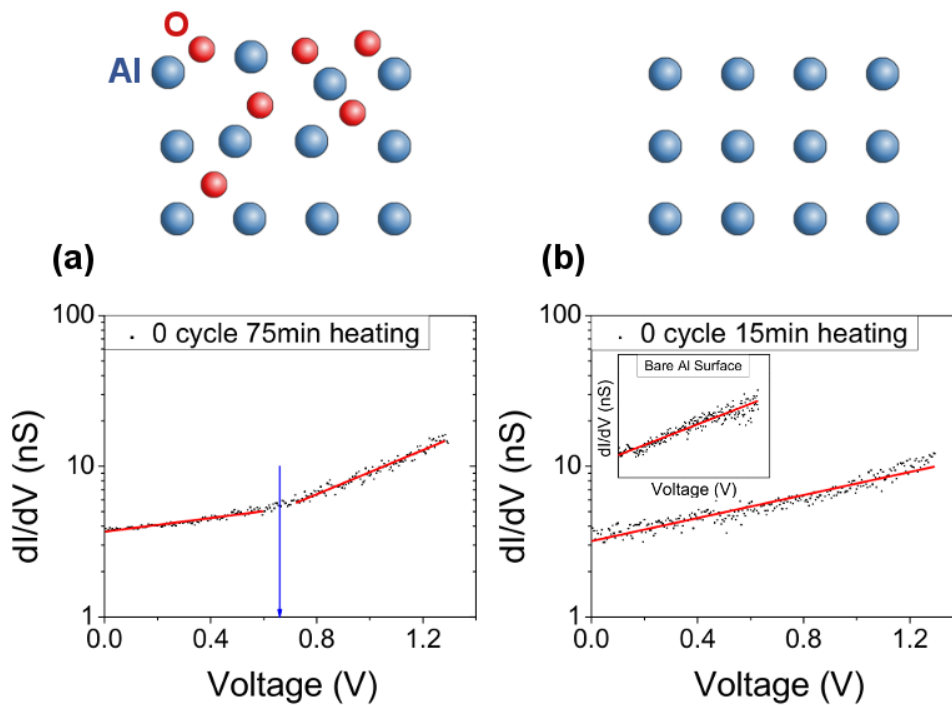 O
Al
(a)
(b)
100
0 cycle 75min heating
10
1
dI/dV (nS)
0.0 0.4 0.8 1.2
Voltage (V)
100
0 cycle 15min heating
Bare Al Surface
dI/dV (nS)
Voltage (V)
10
1
dI/dV (nS)
0.0 0.4 0.8 1.2
Voltage (V)